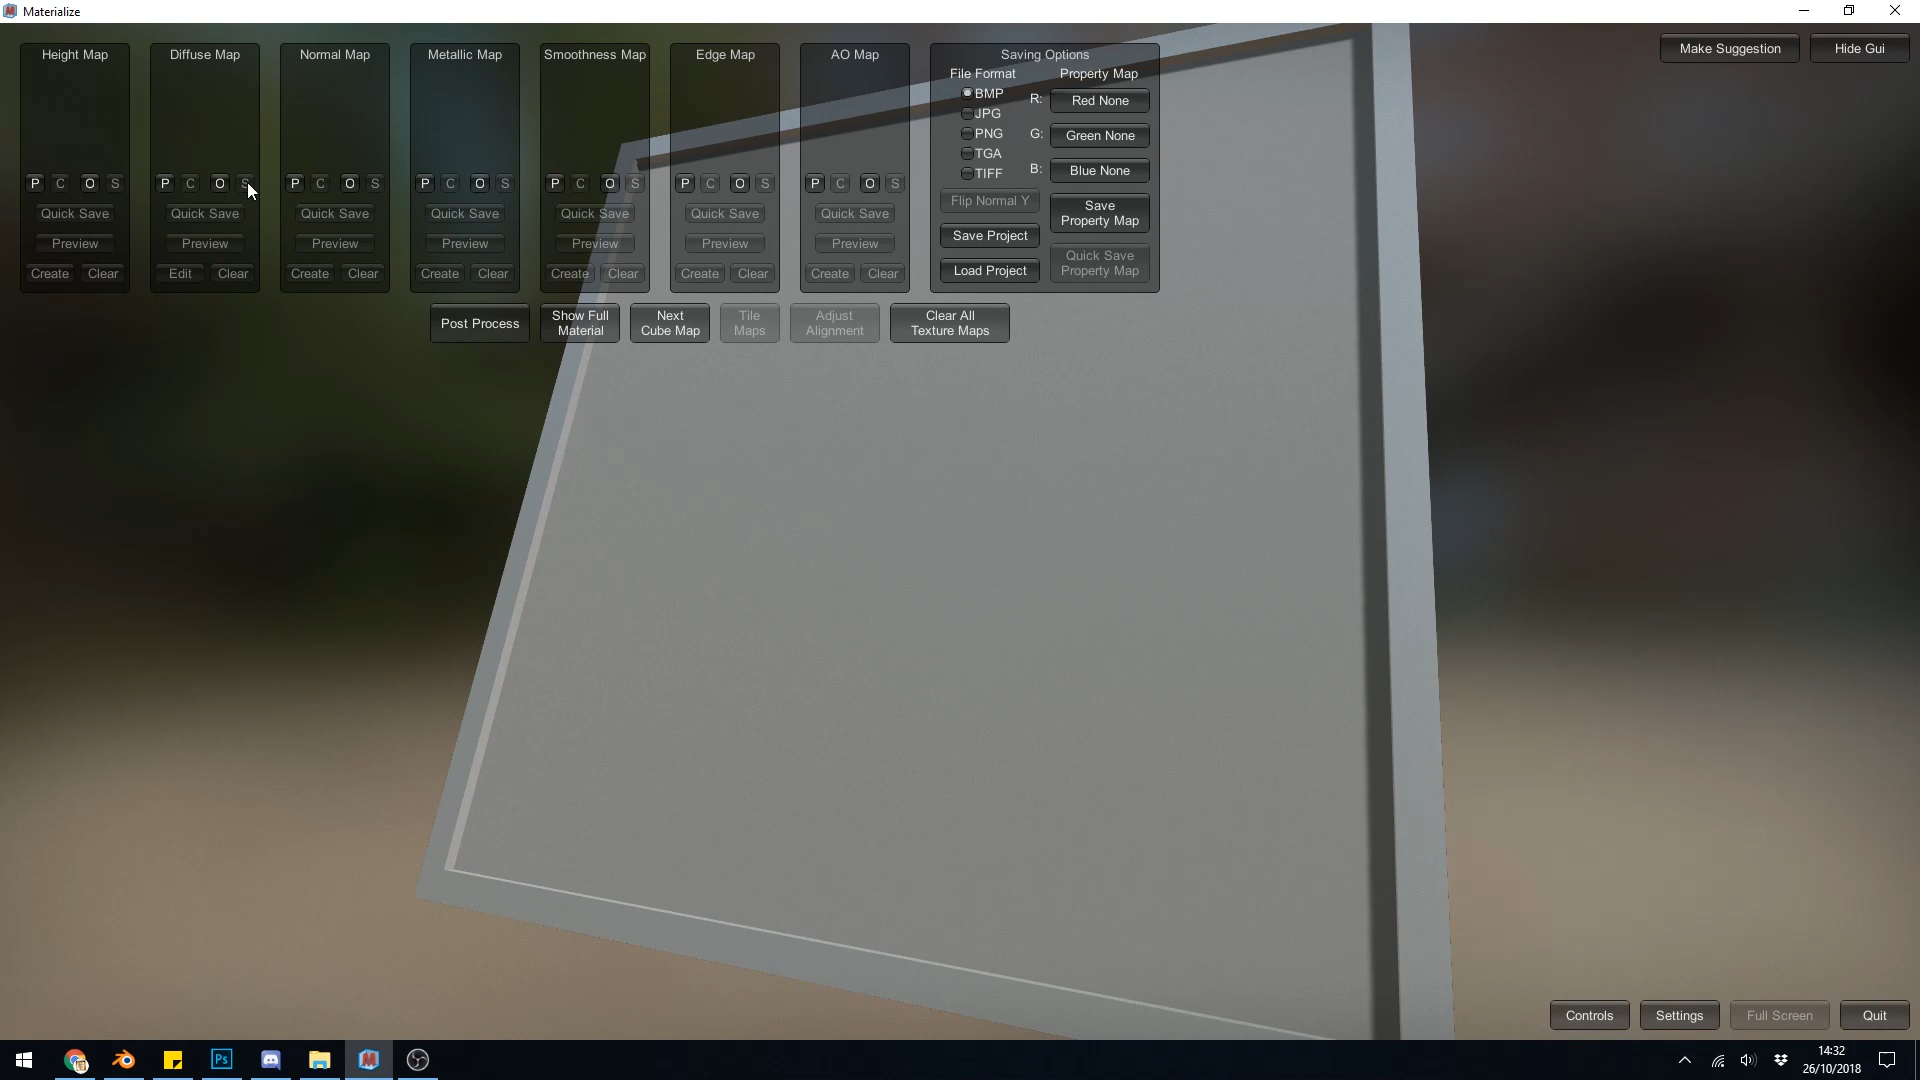 Materialize
Height Map
Diffuse Map
Normal Map
Metallic Map
Smoothness Map
Edge Map
AO Map
Saving Options
Make Suggestion
Hide Gui
File Format
Property Map
BMP
JPG
PNG
TGA
TIFF
R:
Red None
G:
Green None
B:
Blue None
P C O S
P C O S
P C O S
P C O S
P C O S
P C O S
P C O S
Quick Save
Quick Save
Quick Save
Quick Save
Quick Save
Quick Save
Quick Save
Preview
Preview
Preview
Preview
Preview
Preview
Preview
Create Clear
Edit Clear
Create Clear
Create Clear
Create Clear
Create Clear
Create Clear
Flip Normal Y
Save Project
Load Project
Save
Property Map
Quick Save
Property Map
Post Process
Show Full
Material
Next
Cube Map
Tile
Maps
Adjust
Alignment
Clear All
Texture Maps
Controls
Settings
Full Screen
Quit
Ps
14:32
26/10/2018